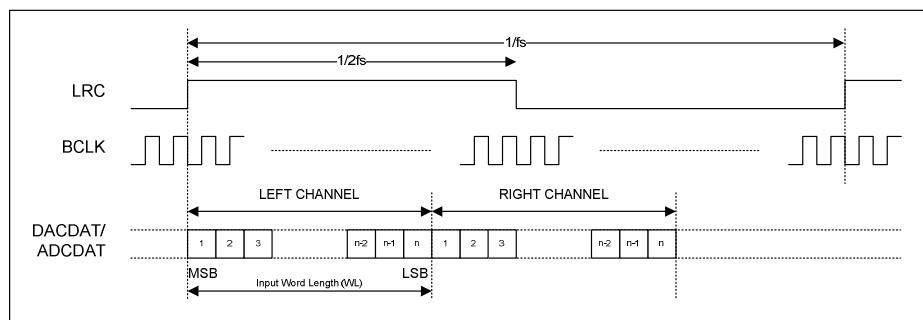 1/fs
1/2fs
LRC
BCLK
LEFT CHANNEL
RIGHT CHANNEL
DACDAT/
ADCDAT
1 2 3 n-2 n-1 n 1 2 3 n-2 n-1 n
MSB LSB
Input Word Length (WL)